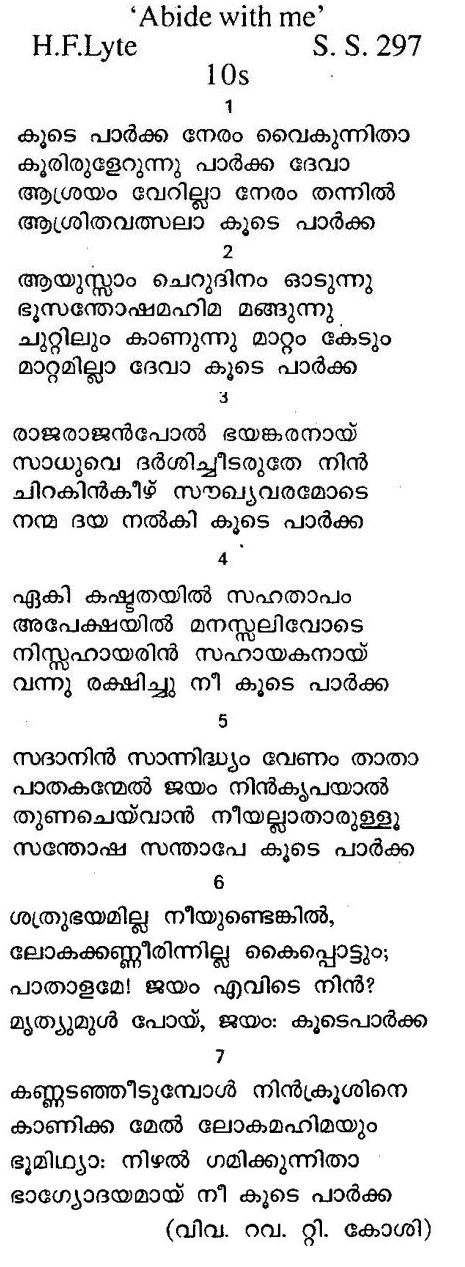 ‘Abide with me’
H.F.Lyte S. S. 297
10s
1
കൂടെ പാർക്ക നേരം വൈകുന്നിതാ
കൂരിരുളേറുന്നു പാർക്ക ദേവാ
ആശ്രയം വേറില്ലാ നേരം തന്നിൽ
ആശ്രിതവത്സലാ കൂടെ പാർക്ക
2
ആയുസ്സാം ചെറുദിനം ഓടുന്നു
ഭൂസന്തോഷമഹിമ മങ്ങുന്നു
ചുറ്റിലും കാണുന്നു മാറ്റം കേടും
മാറ്റമില്ലാ ദേവാ കൂടെ പാർക്ക
3
രാജരാജൻപോൽ ഭയങ്കരനായ്
സാധുവെ ദർശിച്ചീടരുതേ നിൻ
ചിറകിൻകീഴ് സൗഖ്യവരമോടെ
നന്മ ദയ നൽകി കൂടെ പാർക്ക
4
ഏകി കഷ്ടതയിൽ സഹതാപം
അപേക്ഷയിൽ മനസ്സലിവോടെ
നിസ്സഹായരിൻ സഹായകനായ്
വന്നു രക്ഷിച്ചു നീ കൂടെ പാർക്ക
5
സദാനിൻ സാന്നിദ്ധ്യം വേണം താതാ
പാതകന്മേൽ ജയം നിൻകൃപയാൽ
തുണചെയ്‌വാൻ നീയല്ലാതാരുള്ളൂ
സന്തോഷ സന്താപേ കൂടെ പാർക്ക
6
ശത്രുഭയമില്ല നീയുണ്ടെങ്കിൽ,
ലോകക്കണ്ണീരിന്നില്ല കൈപ്പൊട്ടും;
പാതാളമേ! ജയം എവിടെ നിൻ?
മൃത്യുമുൾ പോയ്, ജയം: കൂടെപാർക്ക
7
കണ്ണടഞ്ഞീടുമ്പോൾ നിൻക്രൂശിനെ
കാണിക്ക മേൽ ലോകമഹിമയും
ഭൂമിഥ്യാ: നിഴൽ ഗമിക്കുന്നിതാ
ഭാഗ്യോദയമായ് നീ കൂടെ പാർക്ക
(വിവ. റവ. റ്റി. കോശി)